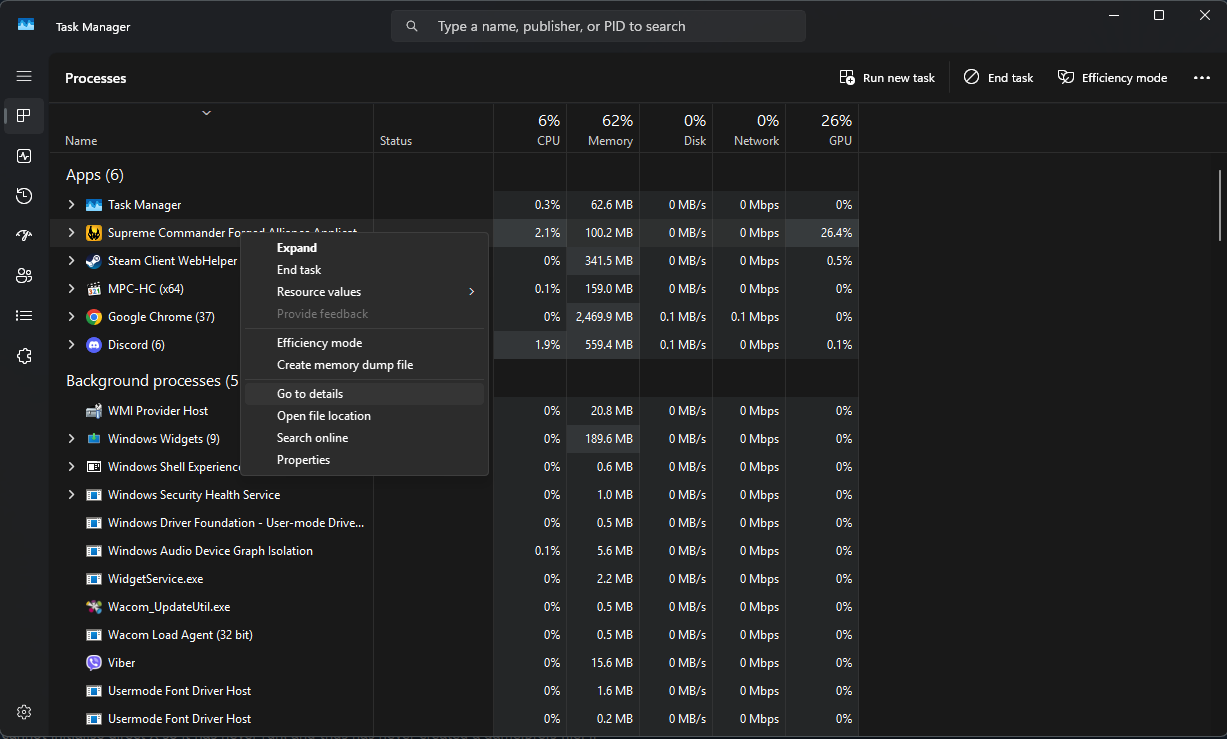 Task Manager
Type a name, publisher, or PID to search
Processes
Run new task
End task
Efficiency mode
6% 62% 0% 0% 26%
Name Status CPU Memory Disk Network GPU
Apps (6)
Task Manager 0.3% 62.6 MB 0 MB/s 0 Mbps 0%
Supreme Commander 2.1% 100.2 MB 0 MB/s 0 Mbps 26.4%
Steam Client WebHelper 0% 341.5 MB 0 MB/s 0 Mbps 0.5%
MPC-HC (x64) 0.1% 159.0 MB 0 MB/s 0 Mbps 0%
Google Chrome (37) 0% 2,469.9 MB 0.1 MB/s 0.1 Mbps 0%
Discord (6) 1.9% 559.4 MB 0.1 MB/s 0 Mbps 0.1%
Expand
End task
Resource values
Provide feedback
Efficiency mode
Create memory dump file
Go to details
Open file location
Search online
Properties
Background processes (5
WMI Provider Host 0% 20.8 MB 0 MB/s 0 Mbps 0%
Windows Widgets (9) 0% 189.6 MB 0 MB/s 0 Mbps 0%
Windows Shell Experience 0% 0.6 MB 0 MB/s 0 Mbps 0%
Windows Security Health Service 0% 1.0 MB 0 MB/s 0 Mbps 0%
Windows Driver Foundation - User-mode Drive... 0% 0.5 MB 0 MB/s 0 Mbps 0%
Windows Audio Device Graph Isolation 0.1% 5.6 MB 0 MB/s 0 Mbps 0%
WidgetService.exe 0% 2.2 MB 0 MB/s 0 Mbps 0%
Wacom_UpdateUtil.exe 0% 0.5 MB 0 MB/s 0 Mbps 0%
Wacom Load Agent (32 bit) 0% 0.5 MB 0 MB/s 0 Mbps 0%
Viber 0% 15.6 MB 0 MB/s 0 Mbps 0%
Usermode Font Driver Host 0% 1.6 MB 0 MB/s 0 Mbps 0%
Usermode Font Driver Host 0% 0.2 MB 0 MB/s 0 Mbps 0%